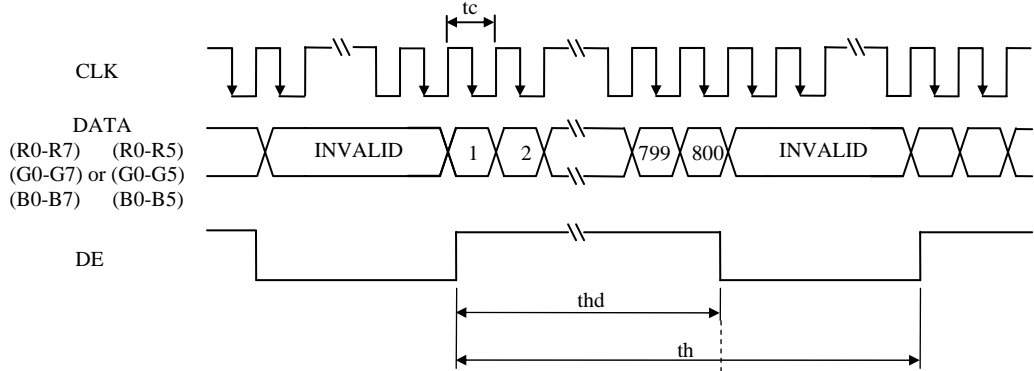 tc
CLK
DATA
(R0-R7) (R0-R5)
(G0-G7) or (G0-G5)
(B0-B7) (B0-B5)
INVALID 1 2 799 800 INVALID
DE
thd
th